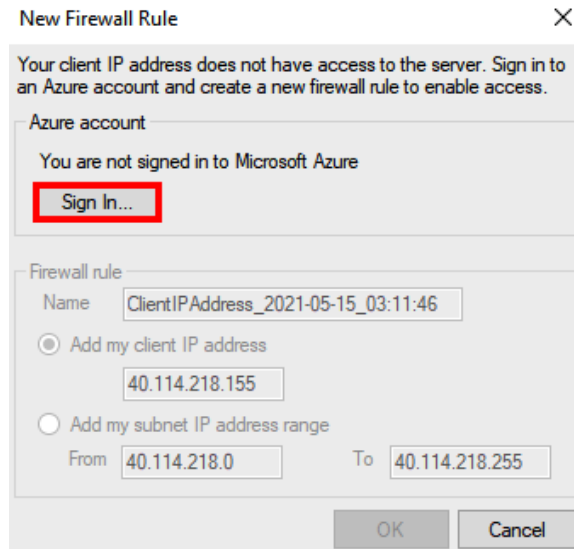 New Firewall Rule
Your client IP address does not have access to the server. Sign in to
an Azure account and create a new firewall rule to enable access.
Azure account
You are not signed in to Microsoft Azure
Sign In...
Firewall rule
Name ClientIPAddress_2021-05-15_03:11:46
Add my client IP address
40.114.218.155
Add my subnet IP address range
From 40.114.218.0 To 40.114.218.255
OK Cancel